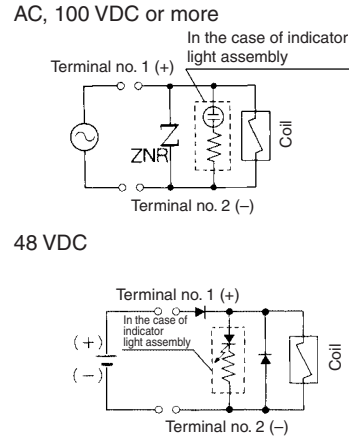 AC, 100 VDC or more
In the case of indicator
light assembly
Terminal no. 1 (+)
ZNR
Coil
Terminal no. 2 (–)
48 VDC
Terminal no. 1 (+)
In the case of
indicator
light assembly
(+)
(–)
Coil
Terminal no. 2 (–)